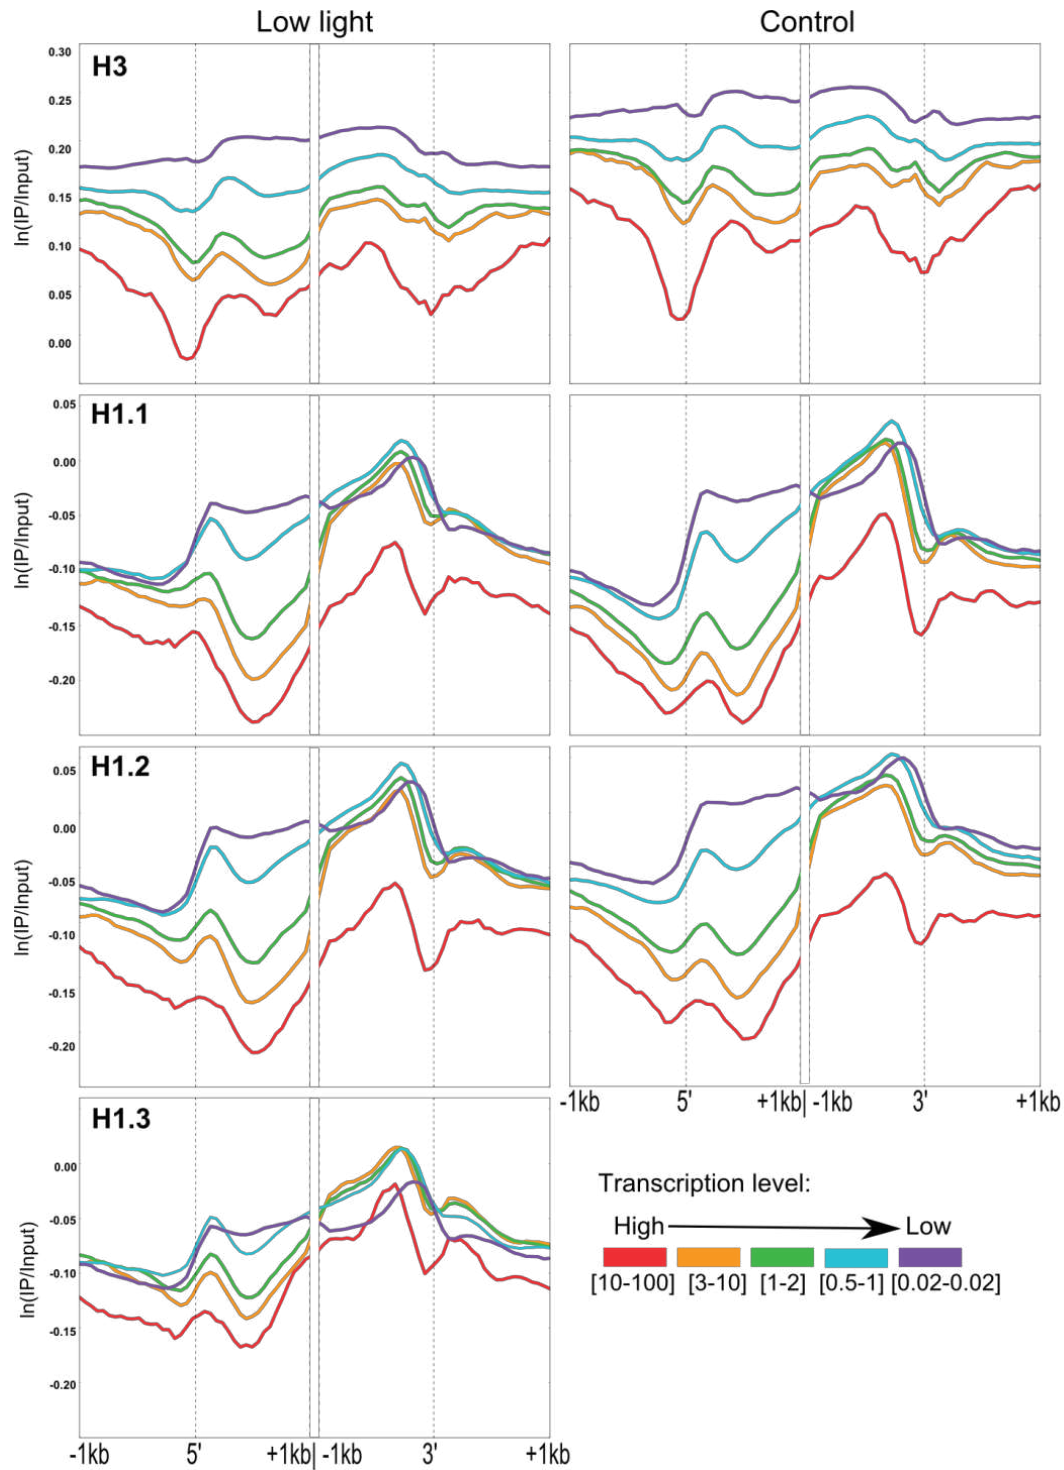 Low light
Control
H3
0.30
0.25
0.20
0.15
0.10
0.05
0.00
ln(IP/Input)
H1.1
0.05
0.00
-0.05
-0.10
-0.15
-0.20
ln(IP/Input)
H1.2
0.05
0.00
-0.05
-0.10
-0.15
-0.20
ln(IP/Input)
-1kb 5' +1kb| -1kb 3' +1kb
H1.3
0.00
-0.05
-0.10
-0.15
-0.20
ln(IP/Input)
-1kb 5' +1kb| -1kb 3' +1kb
Transcription level:
High Low
[10-100] [3-10] [1-2] [0.5-1] [0.02-0.02]